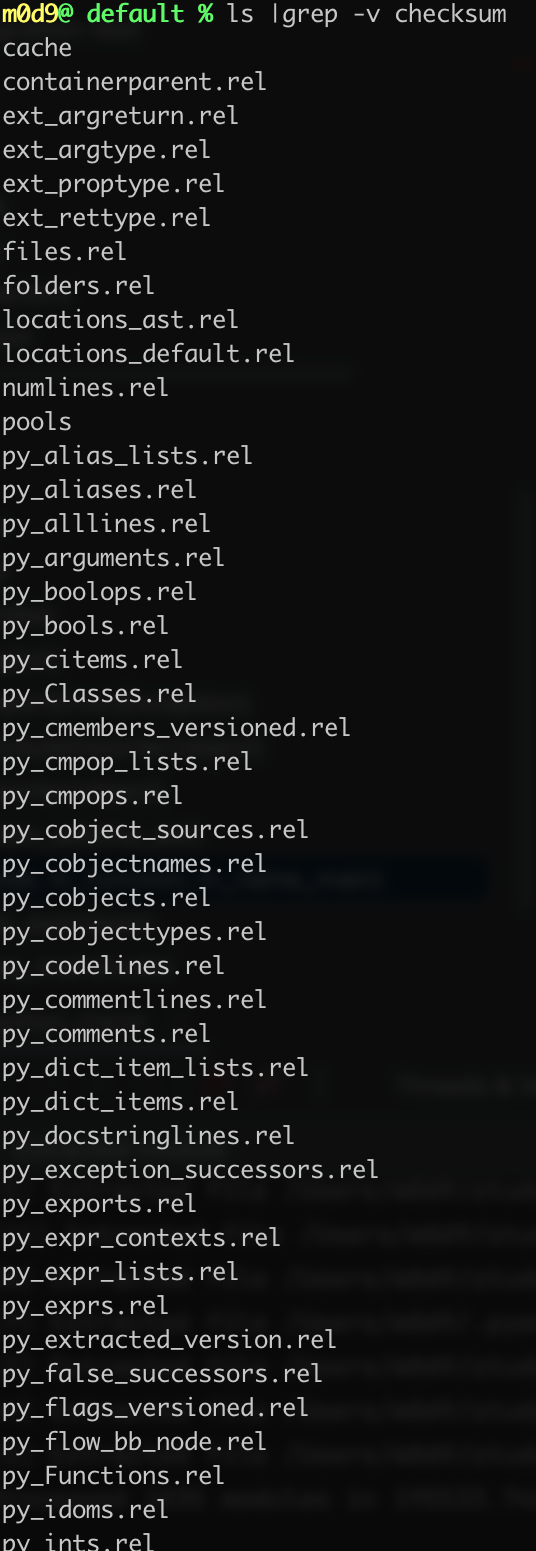 m0d9@ default % ls |grep -v checksum
cache
containerparent.rel
ext_argreturn.rel
ext_argtype.rel
ext_proptype.rel
ext_rettype.rel
files.rel
folders.rel
locations_ast.rel
locations_default.rel
numlines.rel
pools
py_alias_lists.rel
py_aliases.rel
py_alllines.rel
py_arguments.rel
py_boolops.rel
py_bools.rel
py_citems.rel
py_Classes.rel
py_cmembers_versioned.rel
py_cmpop_lists.rel
py_cmpops.rel
py_cobject_sources.rel
py_cobjectnames.rel
py_cobjects.rel
py_cobjecttypes.rel
py_codelines.rel
py_commentlines.rel
py_comments.rel
py_dict_item_lists.rel
py_dict_items.rel
py_docstringlines.rel
py_exception_successors.rel
py_exports.rel
py_expr_contexts.rel
py_expr_lists.rel
py_exprs.rel
py_extracted_version.rel
py_false_successors.rel
py_flags_versioned.rel
py_flow_bb_node.rel
py_Functions.rel
py_idoms.rel
py_ints.rel